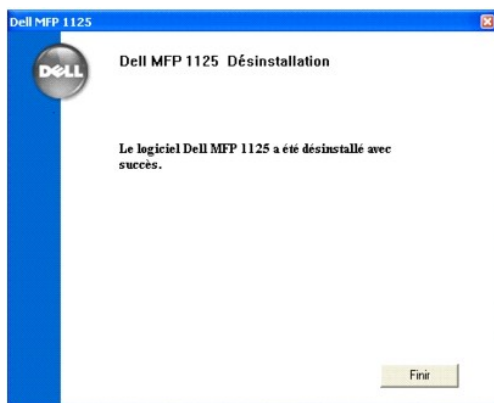 Dell MFP 1125
DELL
Dell MFP 1125 Désinstallation
Le logiciel Dell MFP 1125 a été désinstallé avec
succès.
Finir